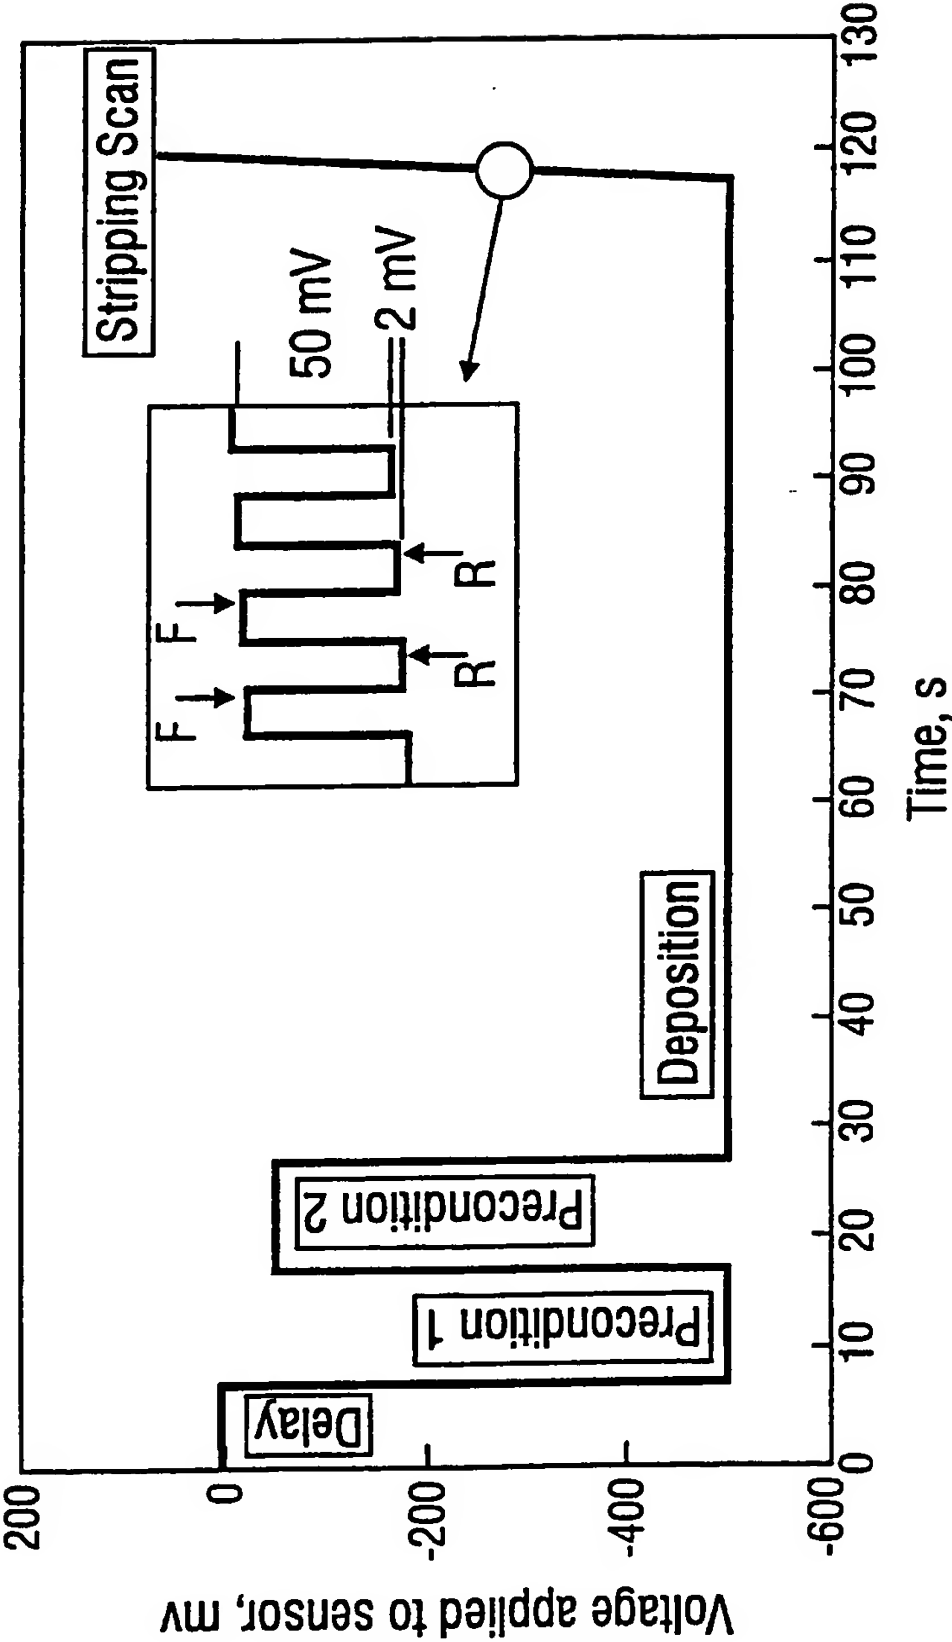 Voltage applied to sensor, mv
200
0
-200
-400
-600
Delay
Precondition 1
Precondition 2
Deposition
Stripping Scan
F
F
R
R
50 mV
2 mV
0
10
20
30
40
50
60
70
80
90
100
110
120
130
Time, s